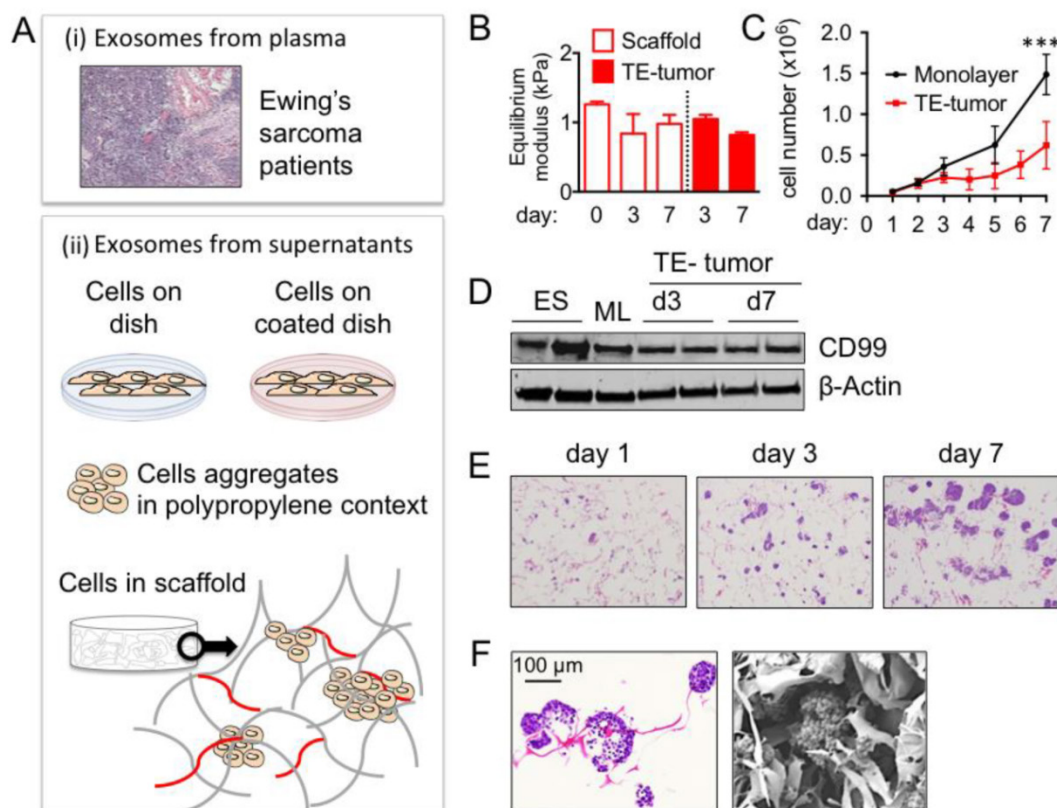 A
(i) Exosomes from plasma
Ewing's
sarcoma
patients
(ii) Exosomes from supernatants
Cells on
dish
Cells on
coated dish
Cells aggregates
in polypropylene context
Cells in scaffold
B
Equilibrium
modulus (kPa)
2
1
0
Scaffold
TE-tumor
day: 0 3 7 3 7
C
cell number (x10⁶)
2.0
1.5
1.0
0.5
0.0
***
Monolayer
TE-tumor
day: 0 1 2 3 4 5 6 7
D
TE- tumor
ES ML d3 d7
CD99
β-Actin
E
day 1 day 3 day 7
F
100 µm